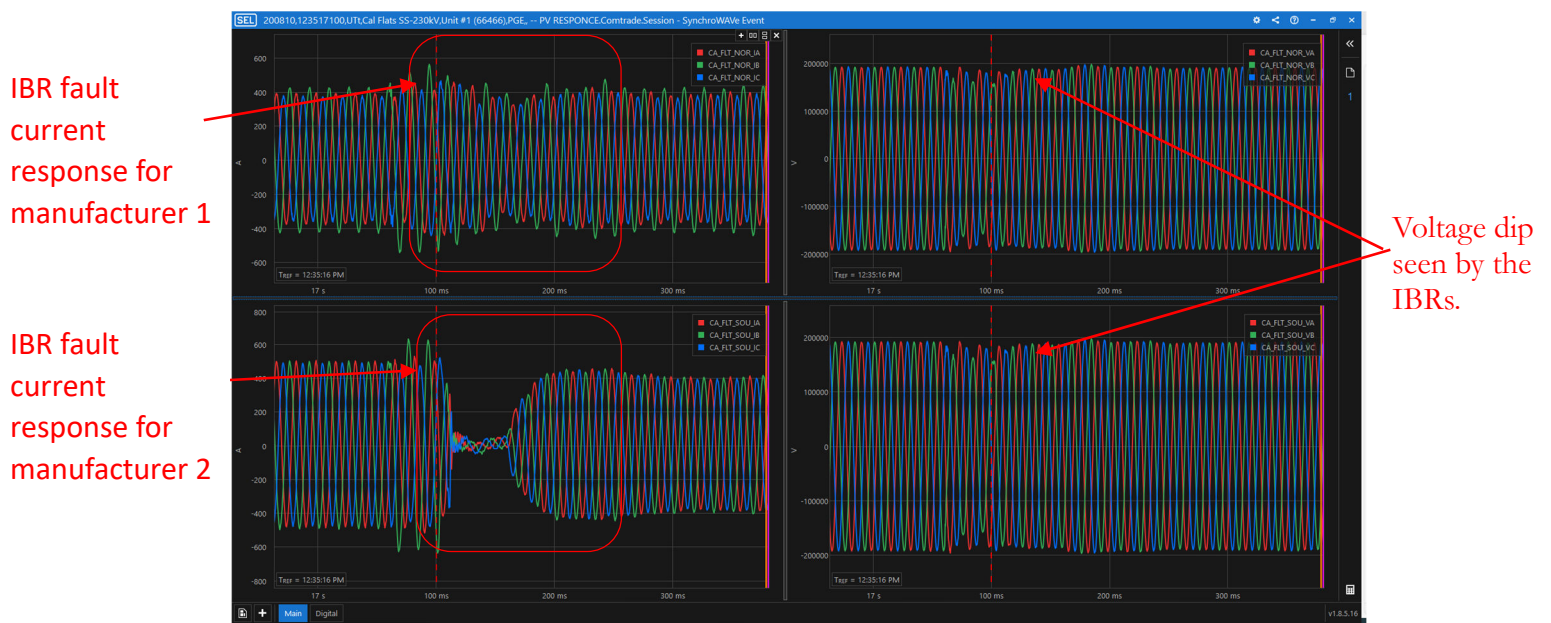 SEL 200810,123517100,UTt,Cal Flats SS-230kV,Unit #1 (66466),PGE,, -- PV RESPONCE.Comtrade.Session - SynchroWAVe Event
IBR fault
current
response for
manufacturer 1
600
400
200
0
-200
-400
-600
A
CA_FLT_NOR_IA
CA_FLT_NOR_IB
CA_FLT_NOR_IC
TREF = 12:35:16 PM
17 s
100 ms
200 ms
300 ms
200000
100000
0
-100000
-200000
V
CA_FLT_NOR_VA
CA_FLT_NOR_VB
CA_FLT_NOR_VC
TREF = 12:35:16 PM
17 s
100 ms
200 ms
300 ms
1
Voltage dip
seen by the
IBRs.
IBR fault
current
response for
manufacturer 2
800
600
400
200
0
-200
-400
-600
-800
A
CA_FLT_SOU_IA
CA_FLT_SOU_IB
CA_FLT_SOU_IC
TREF = 12:35:16 PM
17 s
100 ms
200 ms
300 ms
200000
100000
0
-100000
-200000
V
CA_FLT_SOU_VA
CA_FLT_SOU_VB
CA_FLT_SOU_VC
TREF = 12:35:16 PM
17 s
100 ms
200 ms
300 ms
Main
Digital
v1.8.5.16